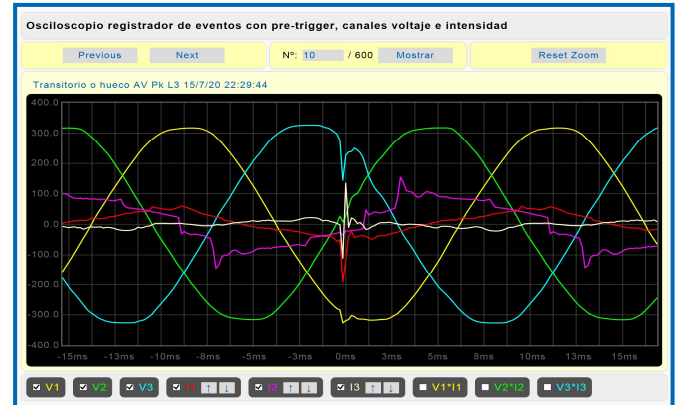 Osciloscopio registrador de eventos con pre-trigger, canales voltaje e intensidad
Previous Next Nº: 10 / 600 Mostrar Reset Zoom
Transitorio o hueco AV Pk L3 15/7/20 22:29:44
400.0
300.0
200.0
100.0
0.0
-100.0
-200.0
-300.0
-400.0
-15ms -13ms -10ms -8ms -5ms -3ms 0ms 3ms 5ms 8ms 10ms 13ms 15ms
V1 V2 V3 I1 ↑ ↓ I2 ↑ ↓ I3 ↑ ↓ V1*I1 V2*I2 V3*I3